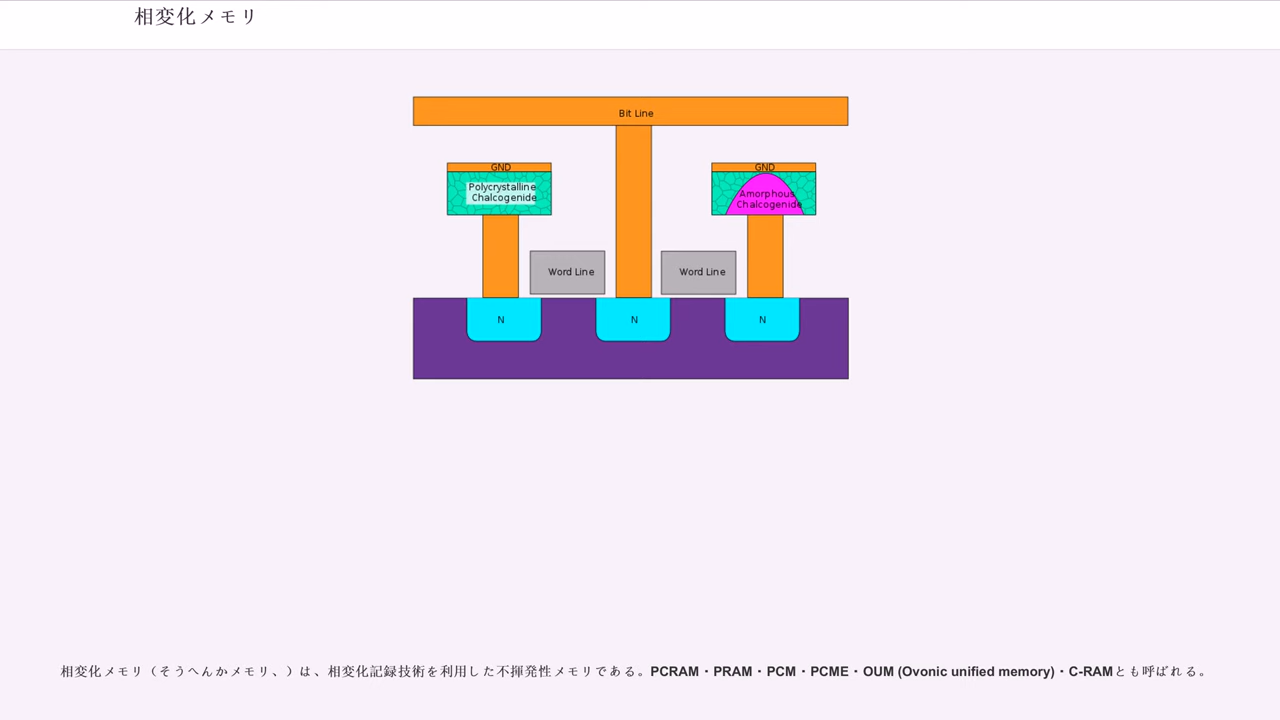 相変化メモリ
Bit Line
GND
GND
Polycrystalline
Chalcogenide
Amorphous
Chalcogenide
Word Line
Word Line
N
N
N
相変化メモリ（そうへんかメモリ、）は、相変化記録技術を利用した不揮発性メモリである。PCRAM・PRAM・PCM・PCME・OUM (Ovonic unified memory)・C-RAMとも呼ばれる。